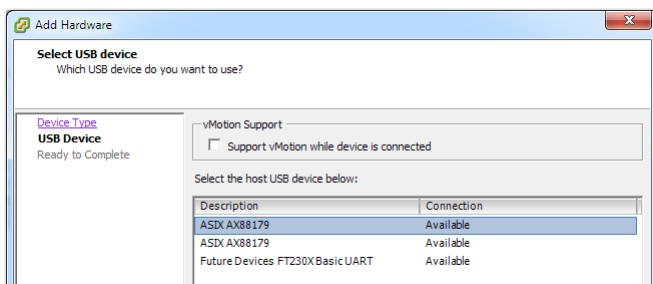 Add Hardware
Select USB device
Which USB device do you want to use?
Device Type
USB Device
Ready to Complete
vMotion Support
Support vMotion while device is connected
Select the host USB device below:
Description Connection
ASIX AX88179 Available
ASIX AX88179 Available
Future Devices FT230X Basic UART Available